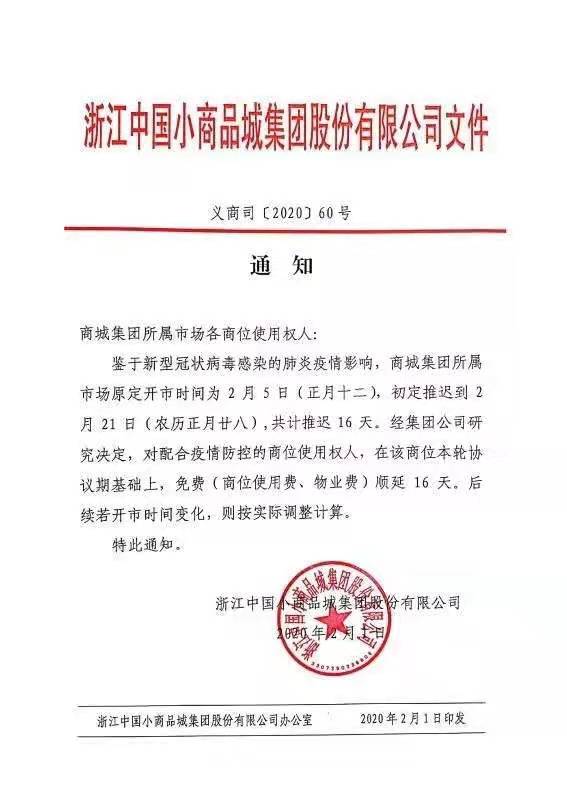 浙江中国小商品城集团股份有限公司文件
义商司〔2020〕60号
通 知
商城集团所属市场各商位使用权人:
鉴于新型冠状病毒感染的肺炎疫情影响，商城集团所属
市场原定开市时间为2月5日（正月十二），初定推迟到2
月21日（农历正月廿八）,共计推迟16天。经集团公司研
究决定，对配合疫情防控的商位使用权人，在该商位本轮协
议期基础上，免费（商位使用费、物业费）顺延16天。后
续若开市时间变化，则按实际调整计算。
特此通知。
浙江中国小商品城集团股份有限公司
2020年2月1日
浙江中国小商品城集团股份有限公司
浙江中国小商品城集团股份有限公司办公室 2020年2月1日印发